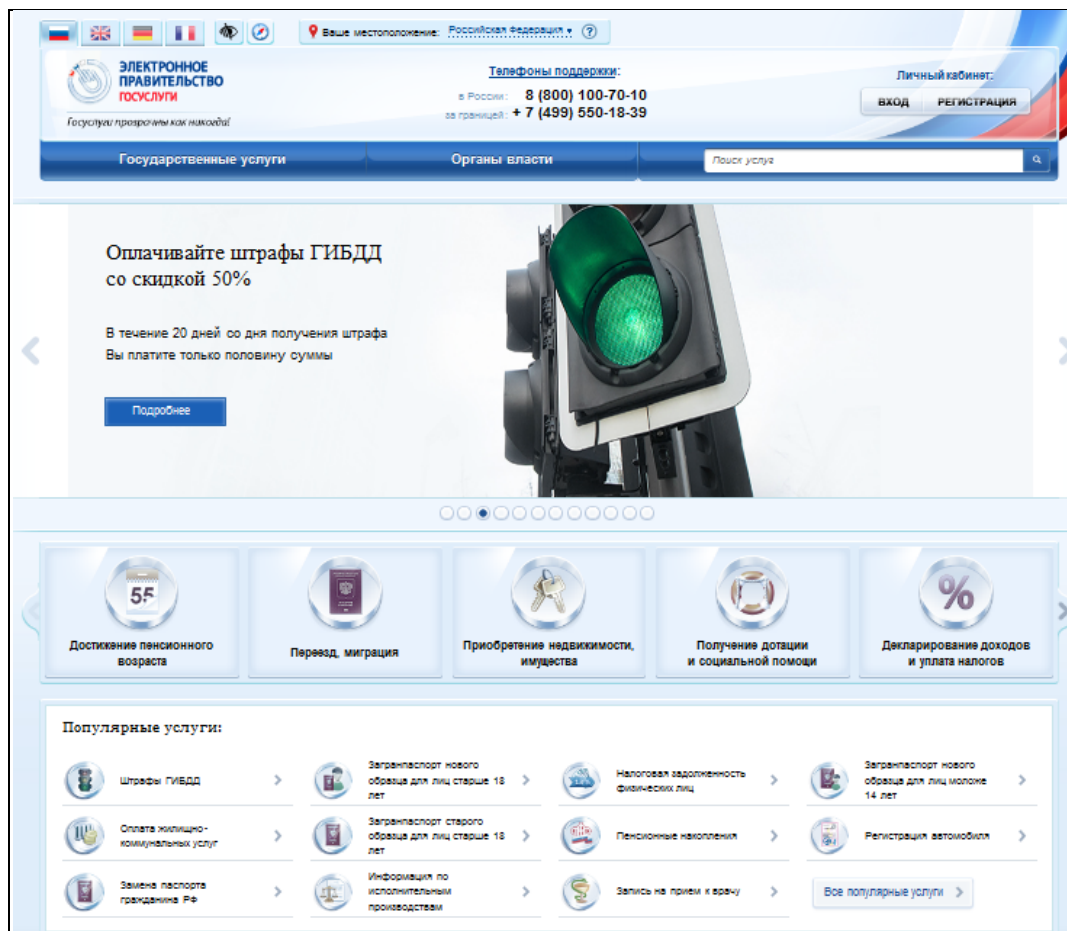 Ваше местоположение: Российская Федерация ?
ЭЛЕКТРОННОЕ
ПРАВИТЕЛЬСТВО
ГОСУСЛУГИ
Госуслуги прозрачны как никогда!
Телефоны поддержки:
в России: 8 (800) 100-70-10
за границей: + 7 (499) 550-18-39
Личный кабинет:
ВХОД РЕГИСТРАЦИЯ
Государственные услуги
Органы власти
Поиск услуг
Оплачивайте штрафы ГИБДД
со скидкой 50%
В течение 20 дней со дня получения штрафа
Вы платите только половину суммы
Подробнее
55
Достижение пенсионного
возраста
Переезд, миграция
Приобретение недвижимости,
имущества
Получение дотации
и социальной помощи
%
Декларирование доходов
и уплата налогов
Популярные услуги:
Штрафы ГИБДД
Загранпаспорт нового
образца для лиц старше 18
лет
Налоговая задолженность
физических лиц
Загранпаспорт нового
образца для лиц моложе
14 лет
Оплата жилищно-
коммунальных услуг
Загранпаспорт старого
образца для лиц старше 18
лет
Пенсионные накопления
Регистрация автомобиля
Замена паспорта
гражданина РФ
Информация по
исполнительным
производствам
Запись на прием к врачу
Все популярные услуги